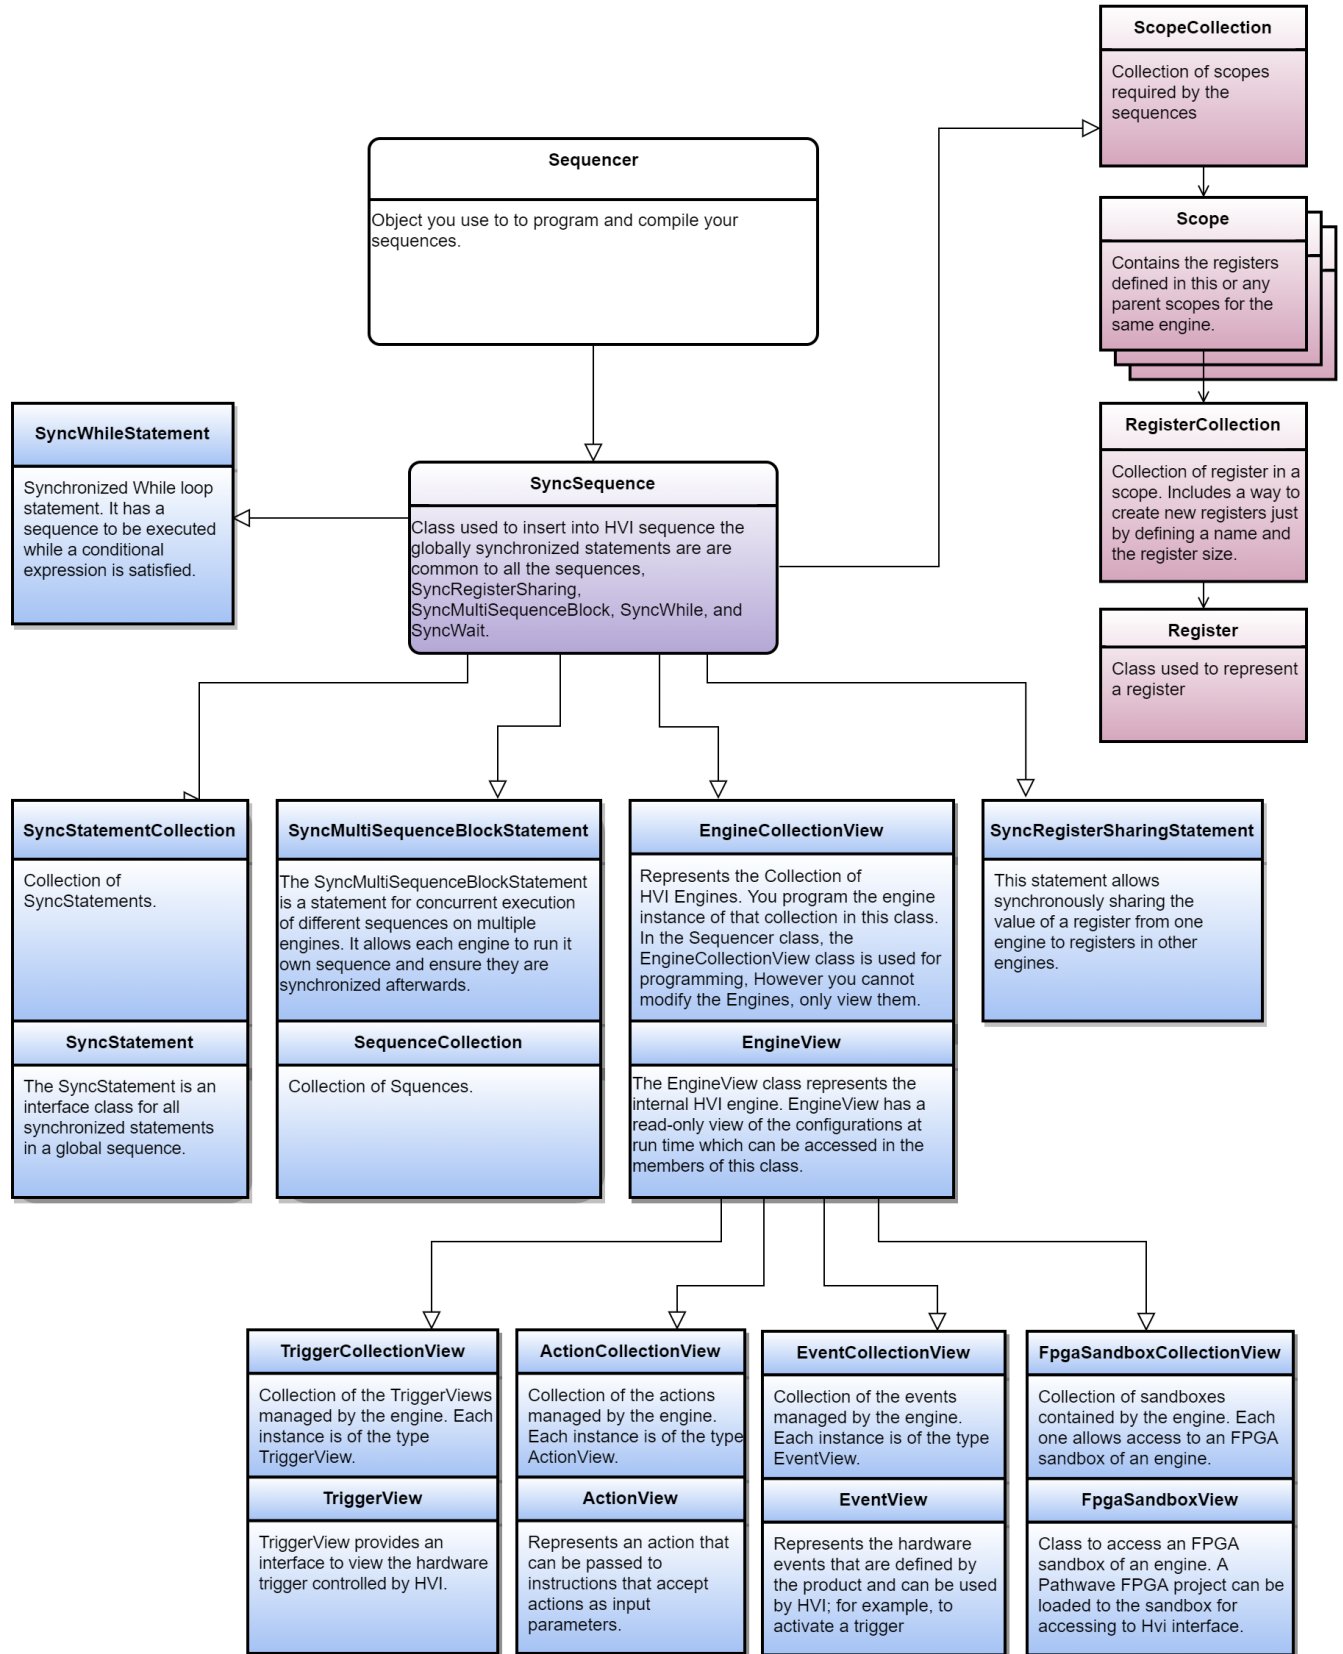 ScopeCollection
Collection of scopes
required by the
sequences
Sequencer
Object you use to to program and compile your
sequences.
Scope
Contains the registers
defined in this or any
parent scopes for the
same engine.
SyncWhileStatement
Synchronized While loop
statement. It has a
sequence to be executed
while a conditional
expression is satisfied.
SyncSequence
Class used to insert into HVI sequence the
globally synchronized statements are are
common to all the sequences,
SyncRegisterSharing,
SyncMultiSequenceBlock, SyncWhile, and
SyncWait.
RegisterCollection
Collection of register in a
scope. Includes a way to
create new registers just
by defining a name and
the register size.
Register
Class used to represent
a register
SyncStatementCollection
Collection of
SyncStatements.
SyncStatement
The SyncStatement is an
interface class for all
synchronized statements
in a global sequence.
SyncMultiSequenceBlockStatement
The SyncMultiSequenceBlockStatement
is a statement for concurrent execution
of different sequences on multiple
engines. It allows each engine to run it
own sequence and ensure they are
synchronized afterwards.
SequenceCollection
Collection of Squences.
EngineCollectionView
Represents the Collection of
HVI Engines. You program the engine
instance of that collection in this class.
In the Sequencer class, the
EngineCollectionView class is used for
programming, However you cannot
modify the Engines, only view them.
EngineView
The EngineView class represents the
internal HVI engine. EngineView has a
read-only view of the configurations at
run time which can be accessed in the
members of this class.
SyncRegisterSharingStatement
This statement allows
synchronously sharing the
value of a register from one
engine to registers in other
engines.
TriggerCollectionView
Collection of the TriggerViews
managed by the engine. Each
instance is of the type
TriggerView.
TriggerView
TriggerView provides an
interface to view the hardware
trigger controlled by HVI.
ActionCollectionView
Collection of the actions
managed by the engine.
Each instance is of the type
ActionView.
ActionView
Represents an action that
can be passed to
instructions that accept
actions as input
parameters.
EventCollectionView
Collection of the events
managed by the engine.
Each instance is of the type
EventView.
EventView
Represents the hardware
events that are defined by
the product and can be used
by HVI; for example, to
activate a trigger
FpgaSandboxCollectionView
Collection of sandboxes
contained by the engine. Each
one allows access to an FPGA
sandbox of an engine.
FpgaSandboxView
Class to access an FPGA
sandbox of an engine. A
Pathwave FPGA project can be
loaded to the sandbox for
accessing to Hvi interface.